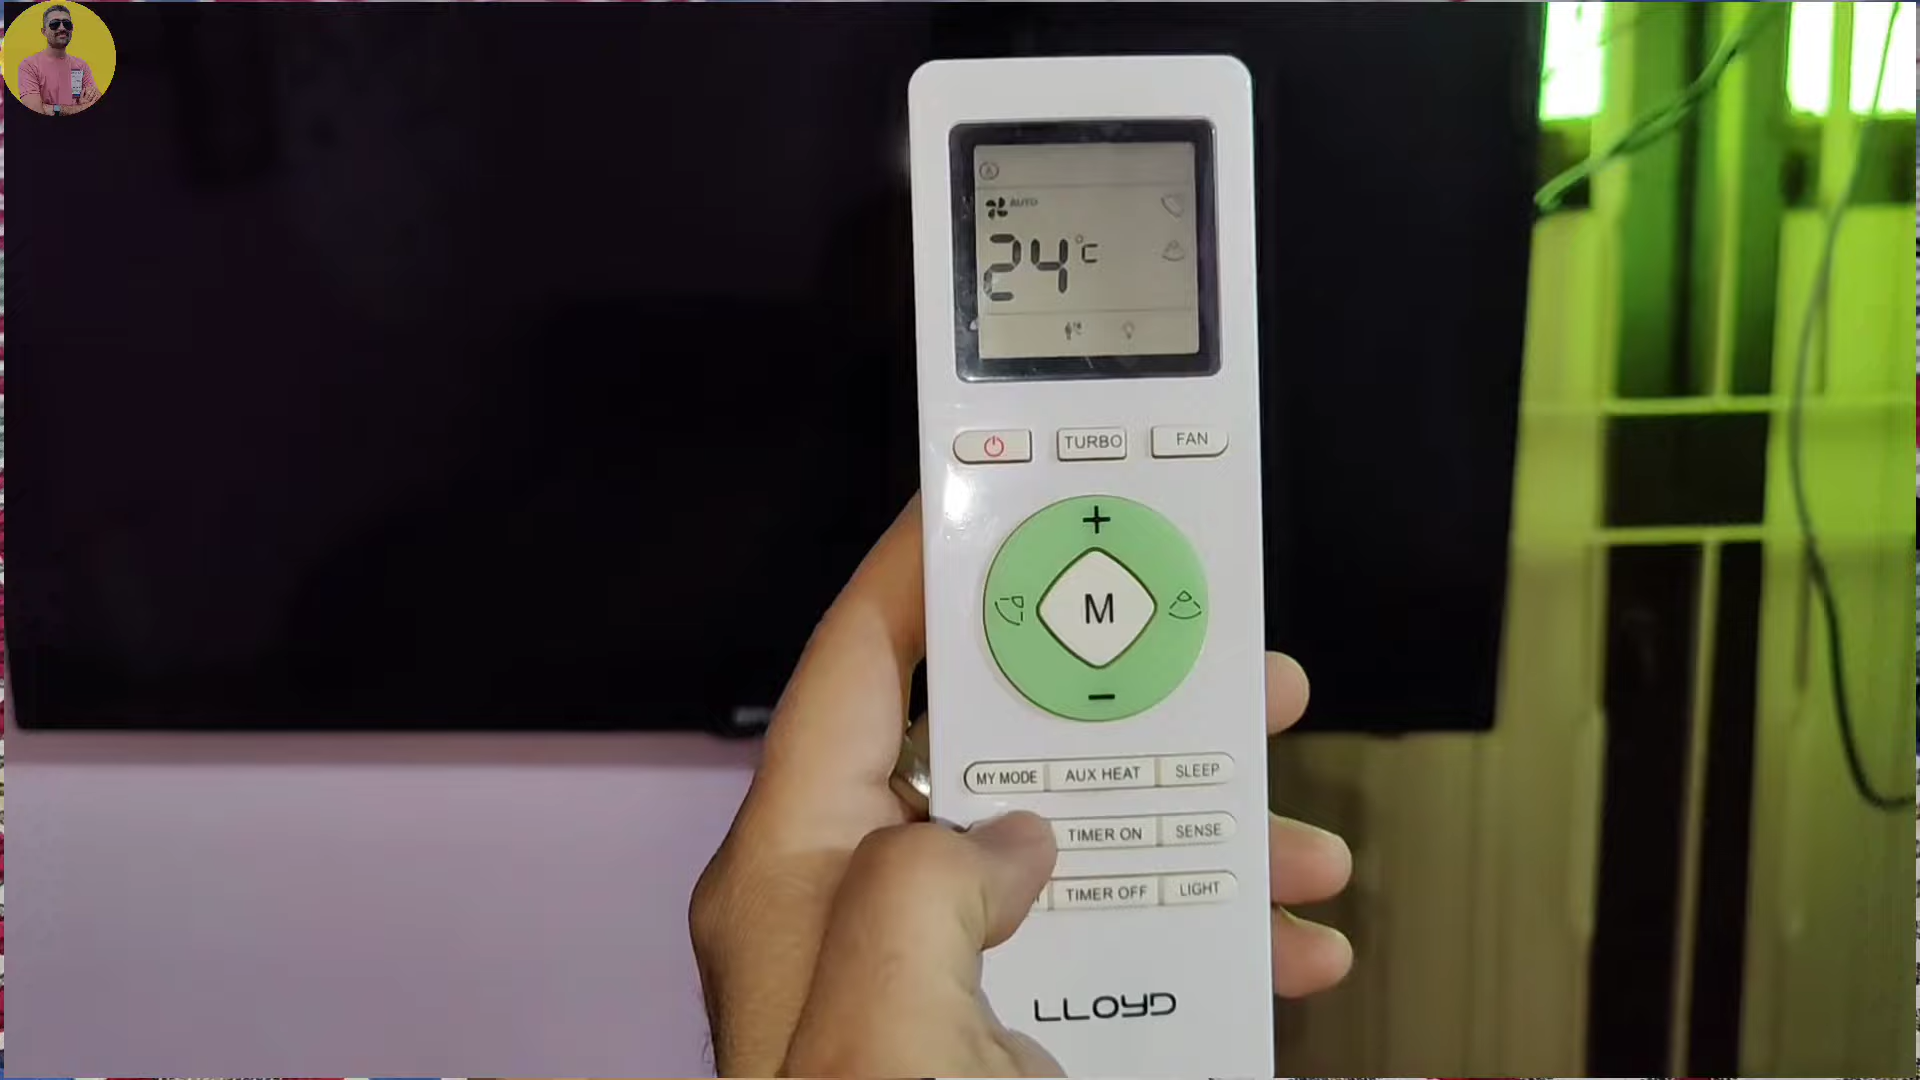 AUTO
24°C
TURBO
FAN
+
M
−
MY MODE
AUX HEAT
SLEEP
TIMER ON
SENSE
TIMER OFF
LIGHT
LLOYD